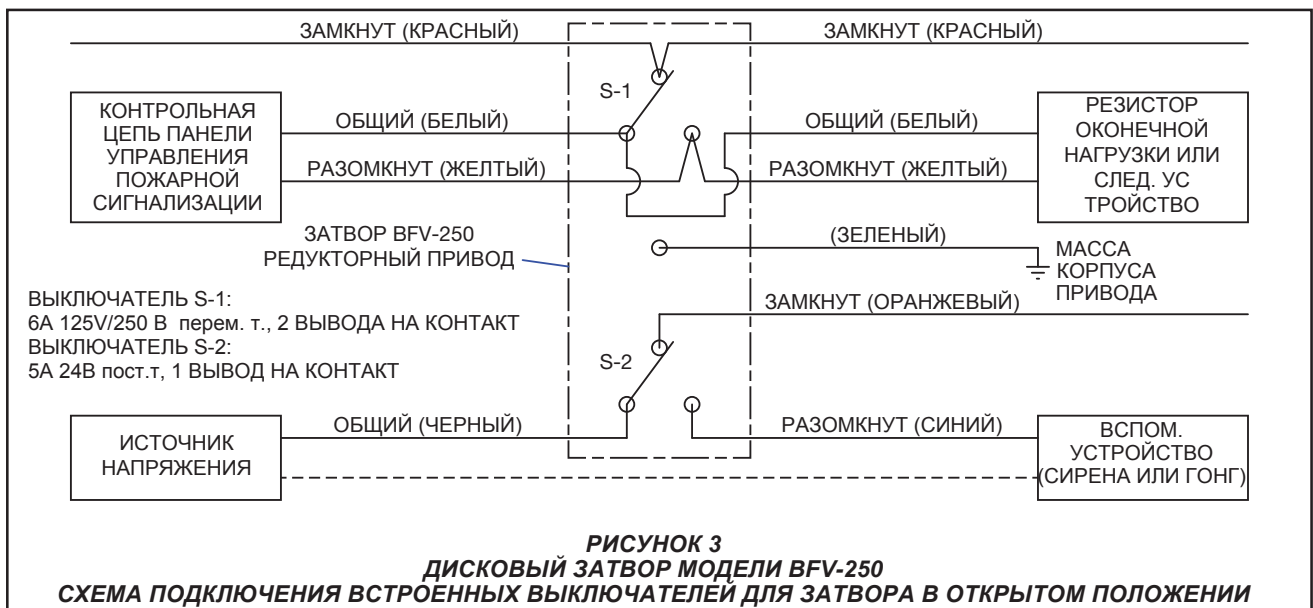 ЗАМКНУТ (КРАСНЫЙ)
ЗАМКНУТ (КРАСНЫЙ)
S-1
КОНТРОЛЬНАЯ
ЦЕПЬ ПАНЕЛИ
УПРАВЛЕНИЯ
ПОЖАРНОЙ
СИГНАЛИЗАЦИИ
ОБЩИЙ (БЕЛЫЙ)
РАЗОМКНУТ (ЖЕЛТЫЙ)
ОБЩИЙ (БЕЛЫЙ)
РАЗОМКНУТ (ЖЕЛТЫЙ)
РЕЗИСТОР
ОКОНЕЧНОЙ
НАГРУЗКИ ИЛИ
СЛЕД. УС
ТРОЙСТВО
ЗАТВОР BFV-250
РЕДУКТОРНЫЙ ПРИВОД
(ЗЕЛЕНЫЙ)
МАССА
КОРПУСА
ПРИВОДА
ВЫКЛЮЧАТЕЛЬ S-1:
6А 125V/250 В перем. т., 2 ВЫВОДА НА КОНТАКТ
ВЫКЛЮЧАТЕЛЬ S-2:
5А 24В пост.т, 1 ВЫВОД НА КОНТАКТ
ЗАМКНУТ (ОРАНЖЕВЫЙ)
S-2
ИСТОЧНИК
НАПРЯЖЕНИЯ
ОБЩИЙ (ЧЕРНЫЙ)
РАЗОМКНУТ (СИНИЙ)
ВСПОМ.
УСТРОЙСТВО
(СИРЕНА ИЛИ ГОНГ)
РИСУНОК 3
ДИСКОВЫЙ ЗАТВОР МОДЕЛИ BFV-250
СХЕМА ПОДКЛЮЧЕНИЯ ВСТРОЕННЫХ ВЫКЛЮЧАТЕЛЕЙ ДЛЯ ЗАТВОРА В ОТКРЫТОМ ПОЛОЖЕНИИ